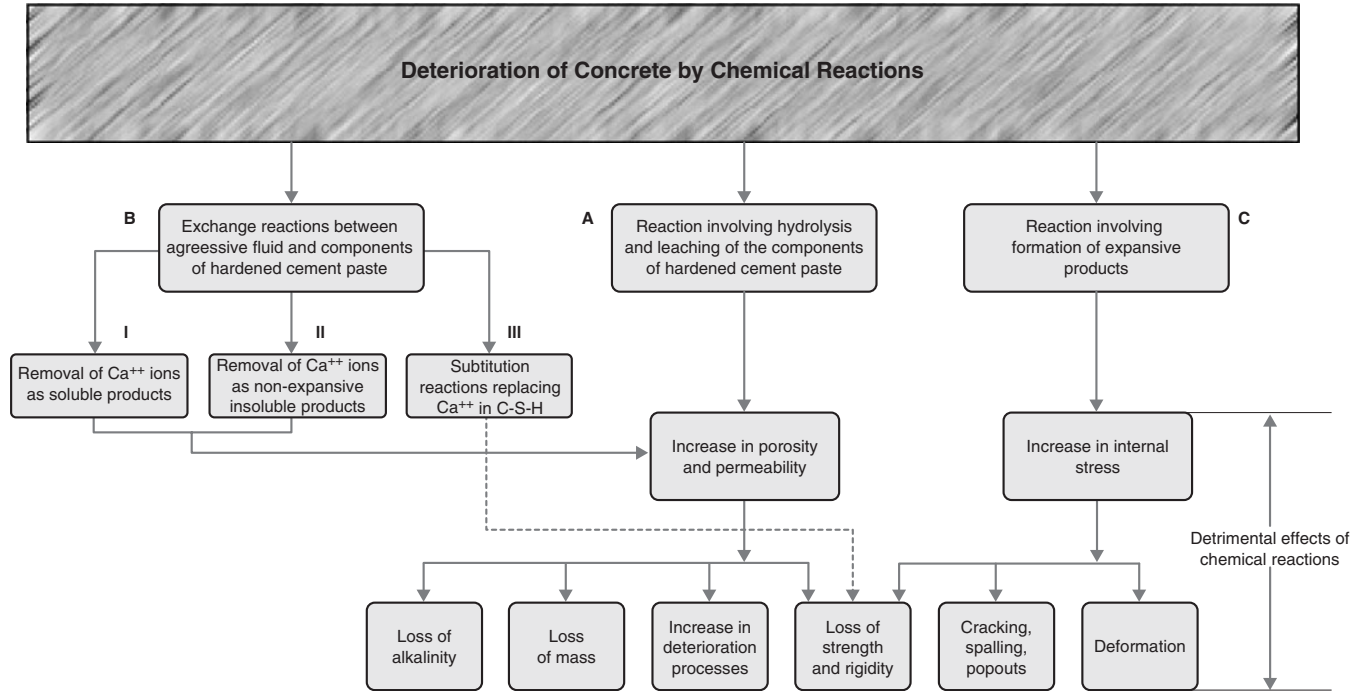 Deterioration of Concrete by Chemical Reactions
B
Exchange reactions between
agreessive fluid and components
of hardened cement paste
A
Reaction involving hydrolysis
and leaching of the components
of hardened cement paste
Reaction involving
formation of expansive
products
C
I
Removal of Ca++ ions
as soluble products
II
Removal of Ca++ ions
as non-expansive
insoluble products
III
Subtitution
reactions replacing
Ca++ in C-S-H
Increase in porosity
and permeability
Increase in internal
stress
Detrimental effects of
chemical reactions
Loss of
alkalinity
Loss
of mass
Increase in
deterioration
processes
Loss of
strength
and rigidity
Cracking,
spalling,
popouts
Deformation